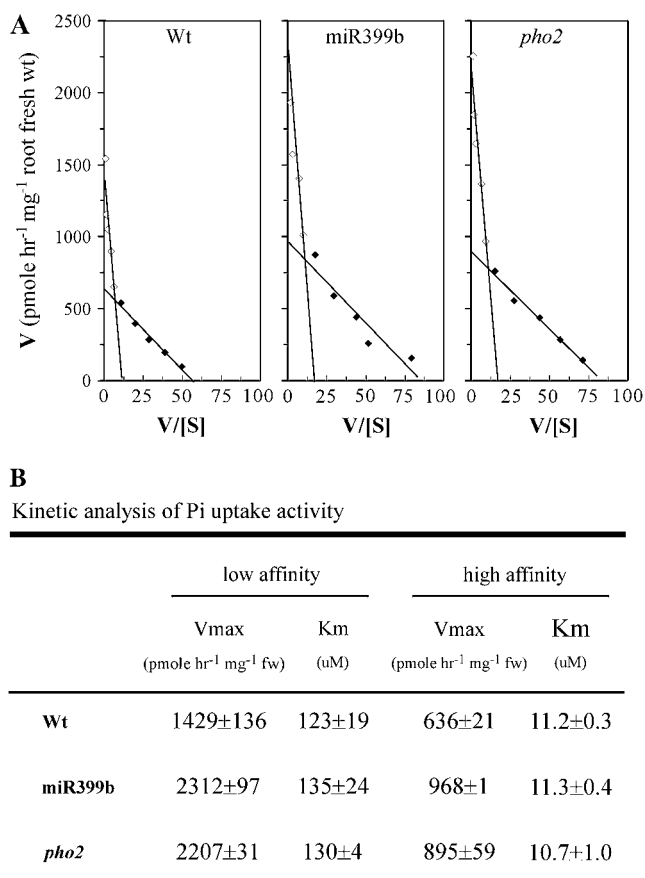 A
Wt
miR399b
pho2
V (pmole hr⁻¹ mg⁻¹ root fresh wt)
2500
2000
1500
1000
500
0
0 25 50 75 100
0 25 50 75 100
0 25 50 75 100
V/[S]
V/[S]
V/[S]
B
Kinetic analysis of Pi uptake activity
low affinity high affinity
Vmax Km Vmax Km
(pmole hr⁻¹ mg⁻¹ fw) (uM) (pmole hr⁻¹ mg⁻¹ fw) (uM)
Wt 1429±136 123±19 636±21 11.2±0.3
miR399b 2312±97 135±24 968±1 11.3±0.4
pho2 2207±31 130±4 895±59 10.7±1.0